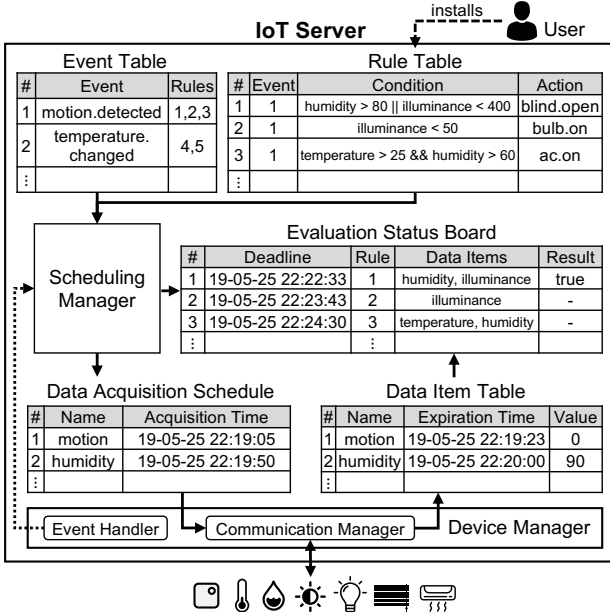 installs
IoT Server
User
Event Table
# Event Rules
1 motion.detected 1,2,3
2 temperature.
changed 4,5
⋮
Rule Table
# Event Condition Action
1 1 humidity > 80 || illuminance < 400 blind.open
2 1 illuminance < 50 bulb.on
3 1 temperature > 25 && humidity > 60 ac.on
⋮
Scheduling
Manager
Evaluation Status Board
# Deadline Rule Data Items Result
1 19-05-25 22:22:33 1 humidity, illuminance true
2 19-05-25 22:23:43 2 illuminance -
3 19-05-25 22:24:30 3 temperature, humidity -
⋮ ⋮
Data Acquisition Schedule
# Name Acquisition Time
1 motion 19-05-25 22:19:05
2 humidity 19-05-25 22:19:50
⋮
Data Item Table
# Name Expiration Time Value
1 motion 19-05-25 22:19:23 0
2 humidity 19-05-25 22:20:00 90
⋮
Event Handler
Communication Manager
Device Manager